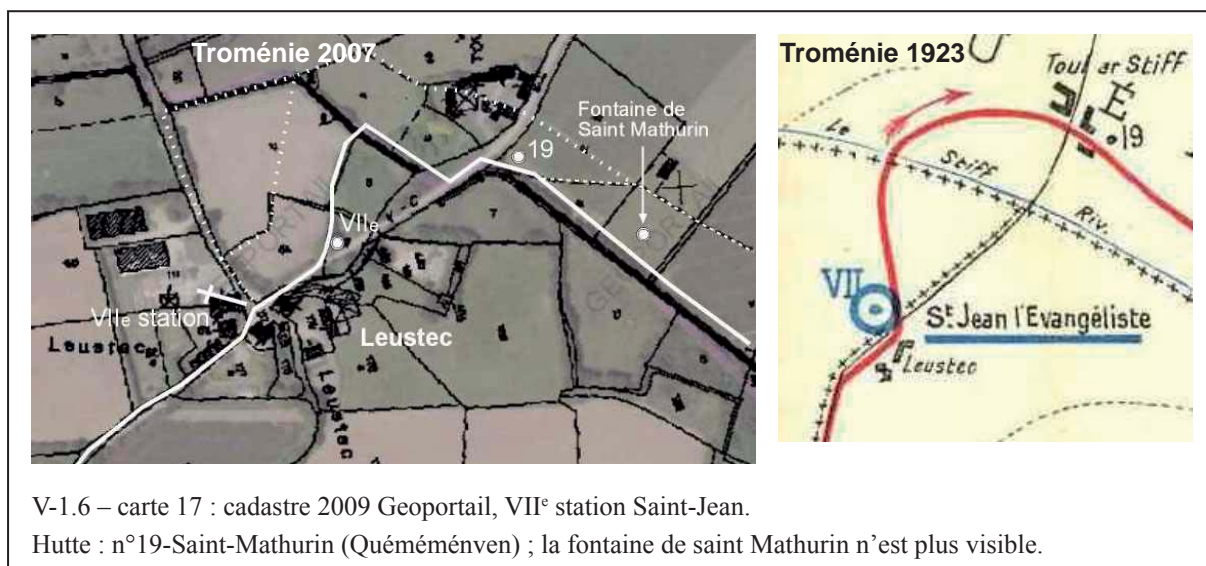 Troménie 2007
Fontaine de
Saint Mathurin
19
VIIe
VIIe station
Leustec
Leustec
Leustec
Troménie 1923
Toul ar Stiff
19
Le
Stiff
Riv.
VII
St Jean l'Evangéliste
Leustec
V-1.6 – carte 17 : cadastre 2009 Geoportail, VIIe station Saint-Jean.
Hutte : n°19-Saint-Mathurin (Quéméménven) ; la fontaine de saint Mathurin n'est plus visible.